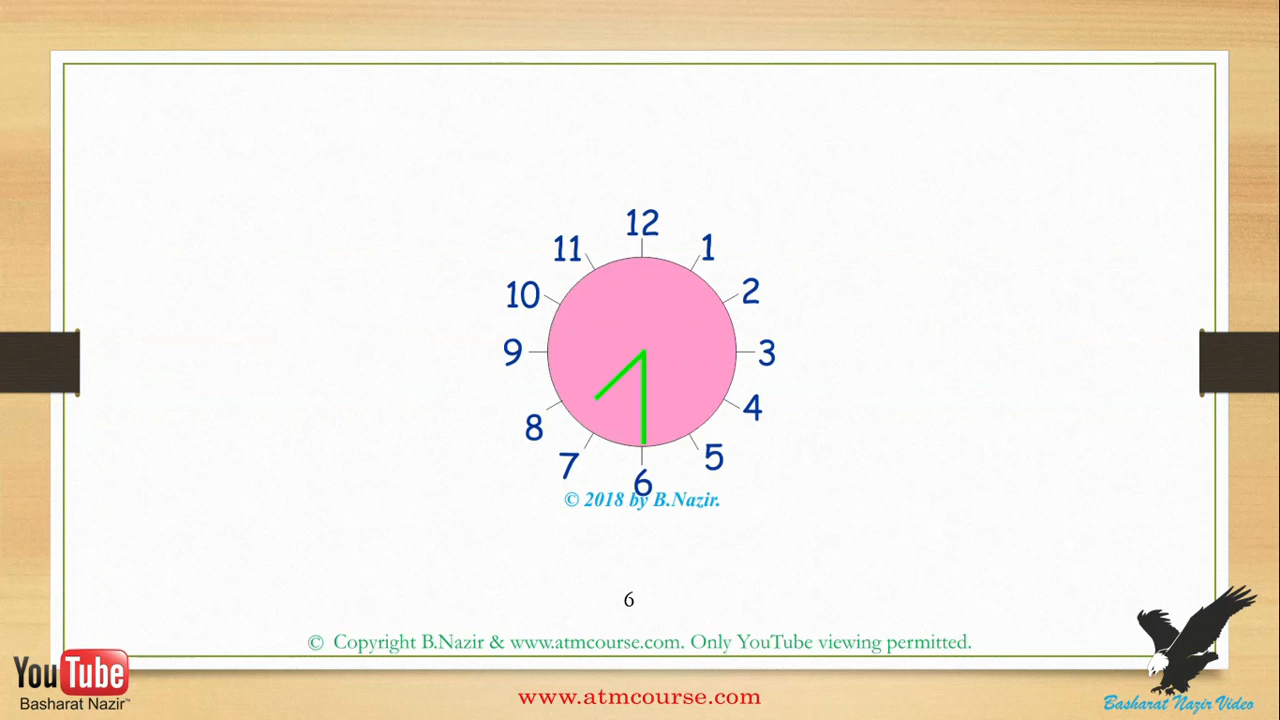 12
11
1
10
2
9
3
8
4
7
5
6
© 2018 by B.Nazir.
6
© Copyright B.Nazir & www.atmcourse.com. Only YouTube viewing permitted.
YouTube
Basharat Nazir™
www.atmcourse.com
Basharat Nazir Video